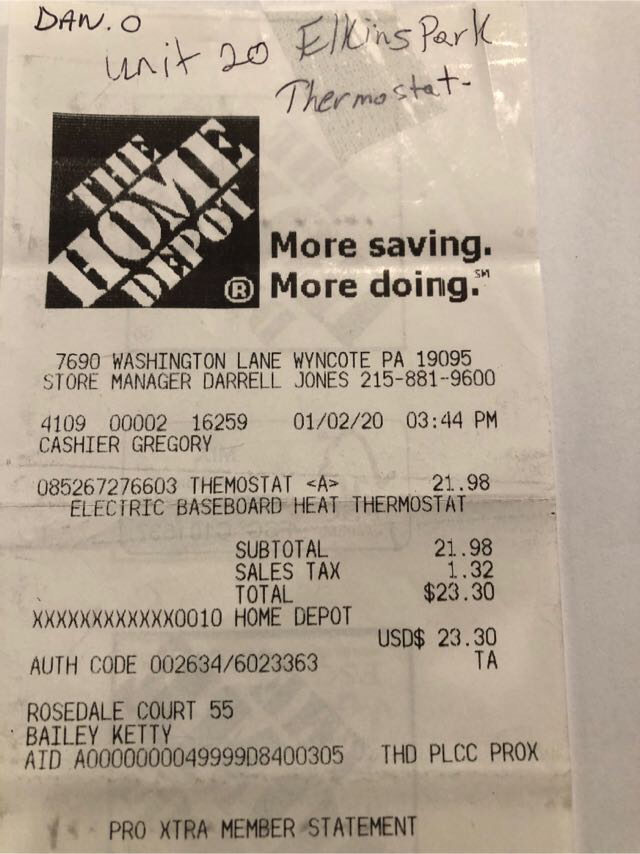 DAN.O
Unit 20 Elkins Park
Thermostat-
THE
HOME
DEPOT
®
More saving.
More doing.℠
7690 WASHINGTON LANE WYNCOTE PA 19095
STORE MANAGER DARRELL JONES 215-881-9600
4109 00002 16259 01/02/20 03:44 PM
CASHIER GREGORY
085267276603 THEMOSTAT <A> 21.98
ELECTRIC BASEBOARD HEAT THERMOSTAT
SUBTOTAL 21.98
SALES TAX 1.32
TOTAL $23.30
XXXXXXXXXXXX0010 HOME DEPOT
USD$ 23.30
AUTH CODE 002634/6023363 TA
ROSEDALE COURT 55
BAILEY KETTY
AID A0000000049999D8400305 THD PLCC PROX
PRO XTRA MEMBER STATEMENT